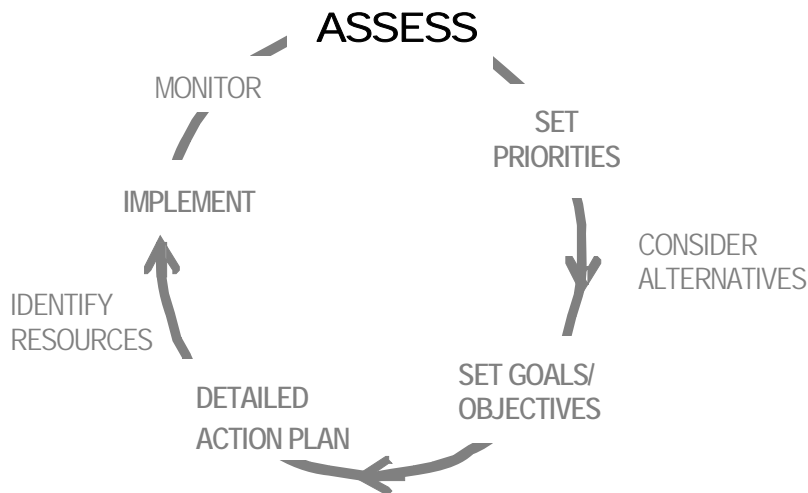 ASSESS
SET
PRIORITIES
CONSIDER
ALTERNATIVES
SET GOALS/
OBJECTIVES
DETAILED
ACTION PLAN
IDENTIFY
RESOURCES
IMPLEMENT
MONITOR